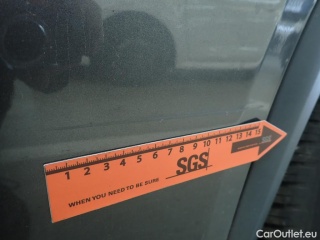 1 2 3 4 5 6 7 8 9 10 11 12 13 14 15
SGS
WHEN YOU NEED TO BE SURE
CarOutlet.eu